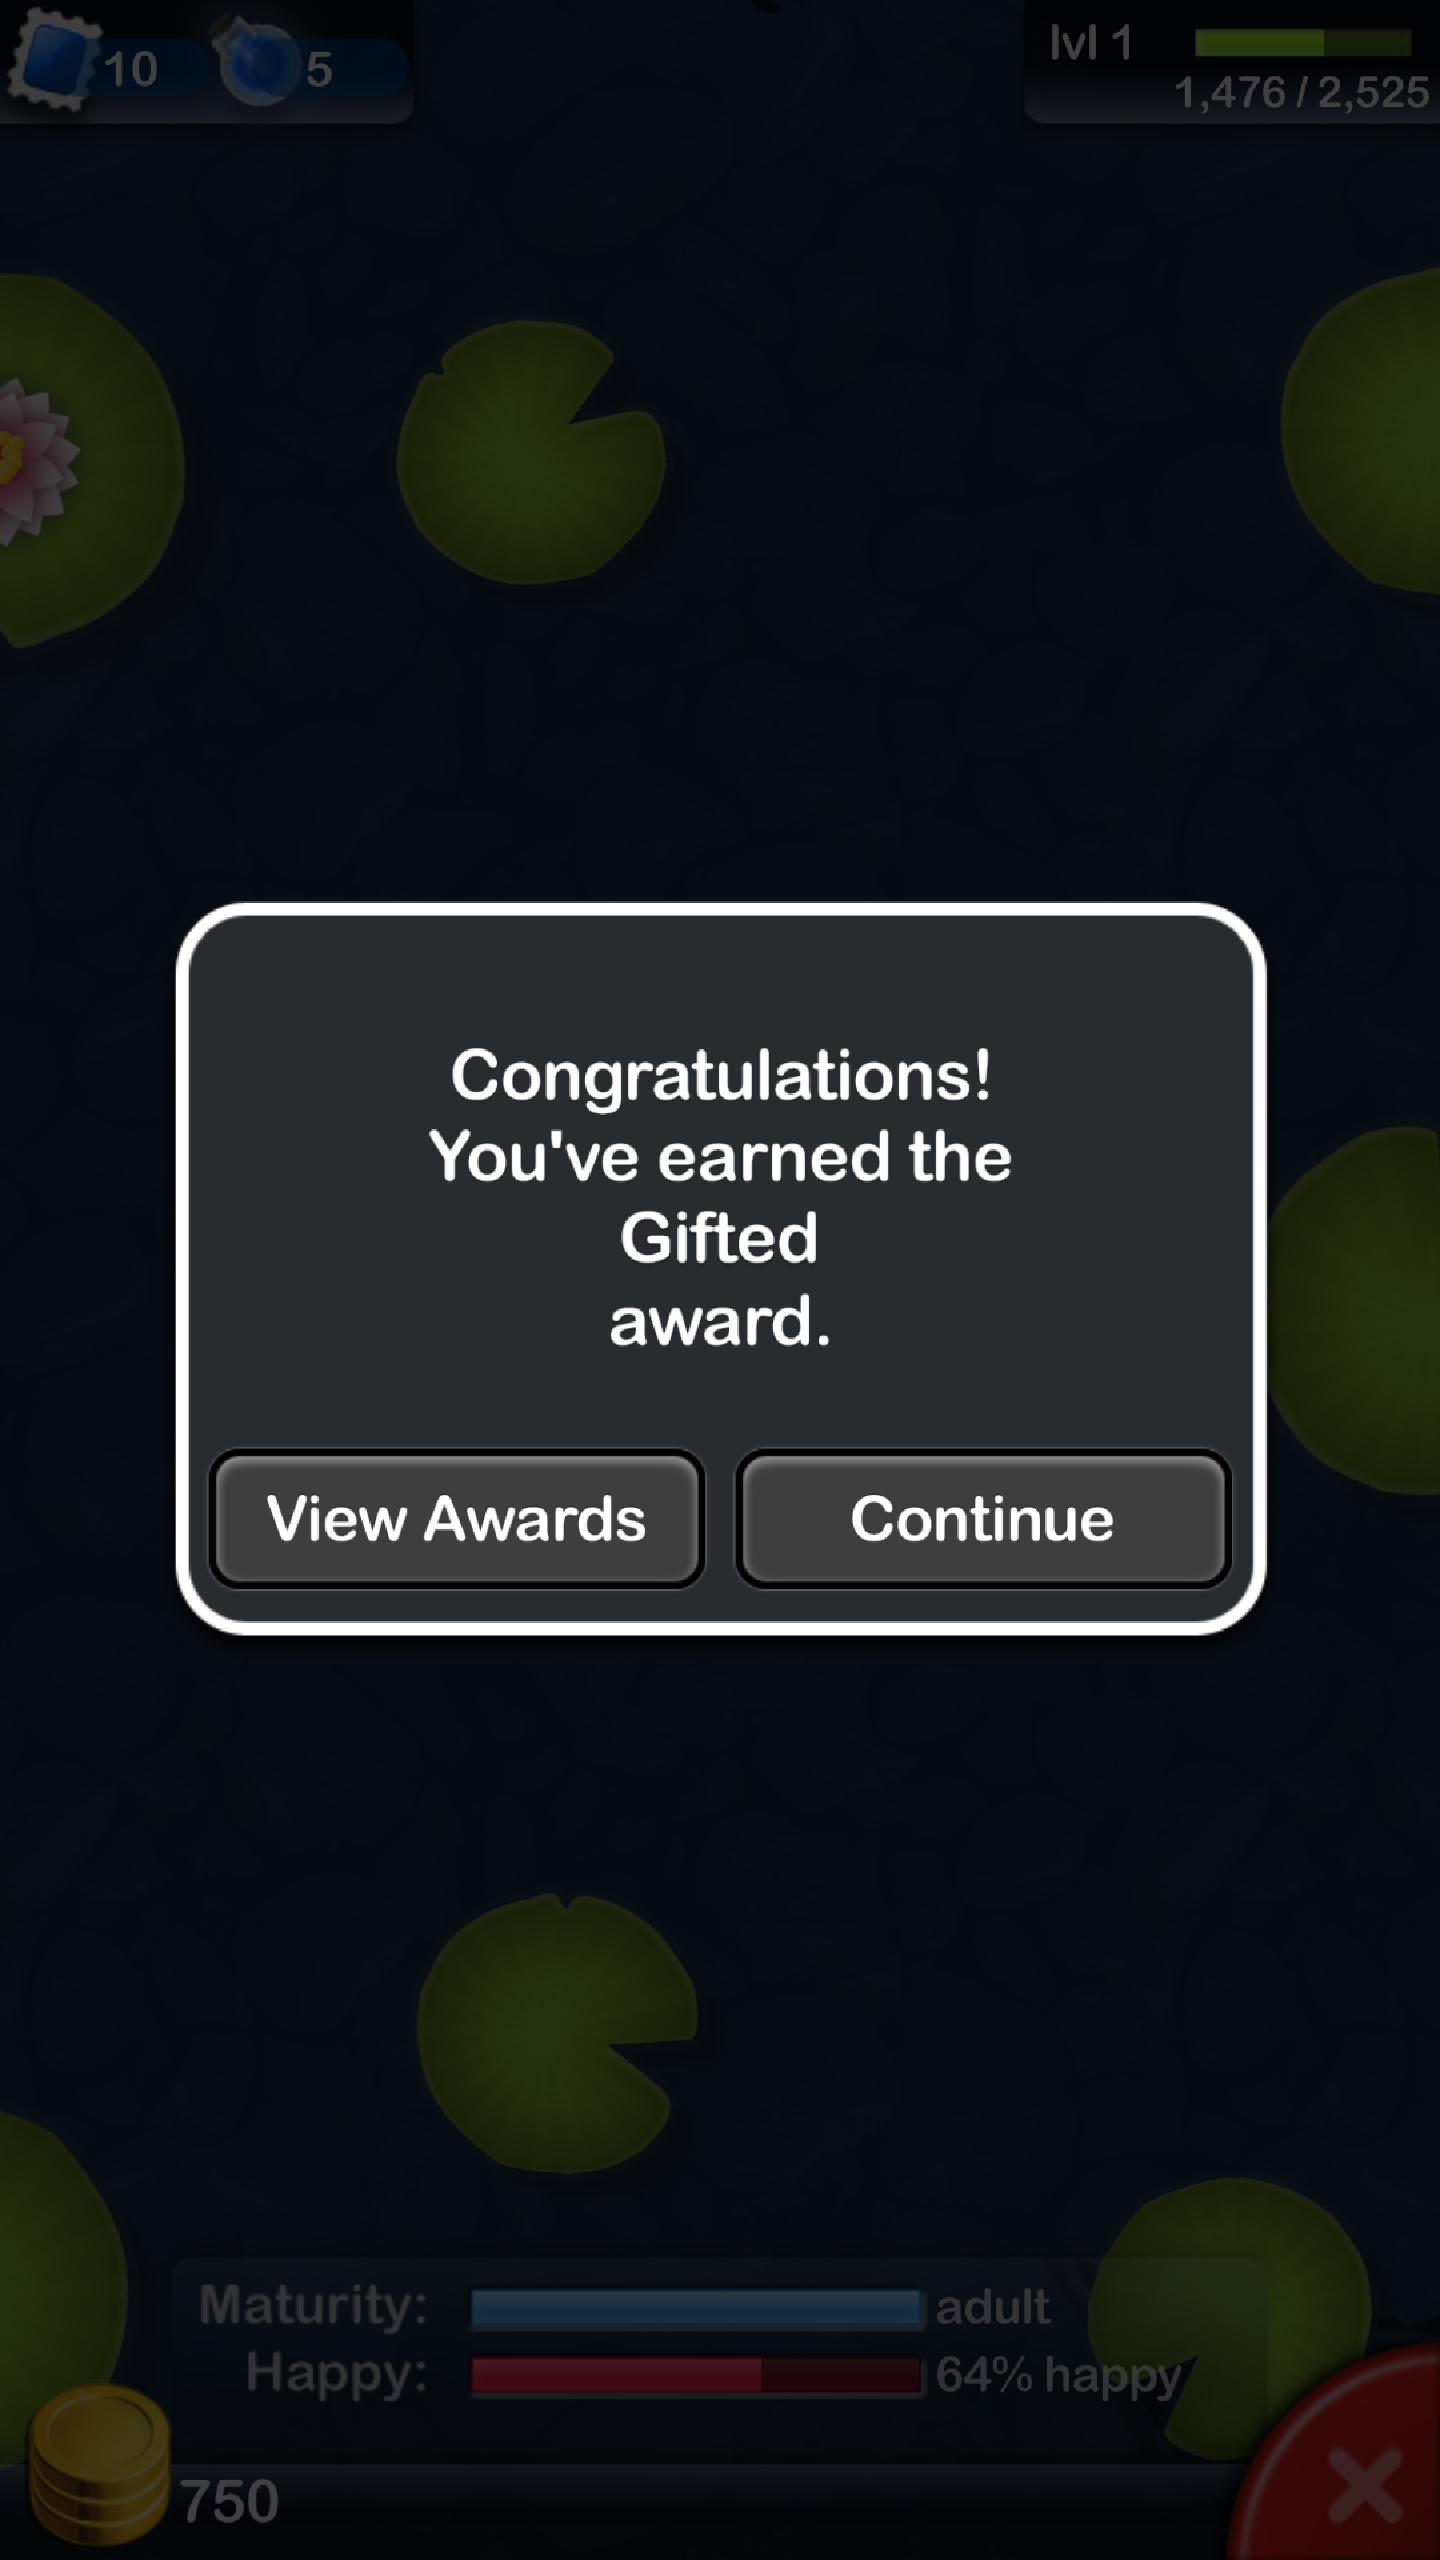 10
5
lvl 1
1,476 / 2,525
Congratulations!
You've earned the
Gifted
award.
View Awards
Continue
Maturity:
adult
Happy:
64% happy
750